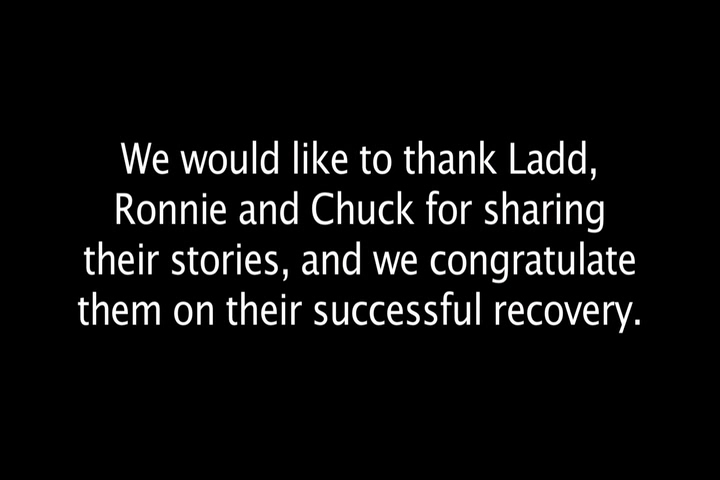 We would like to thank Ladd,
Ronnie and Chuck for sharing
their stories, and we congratulate
them on their successful recovery.